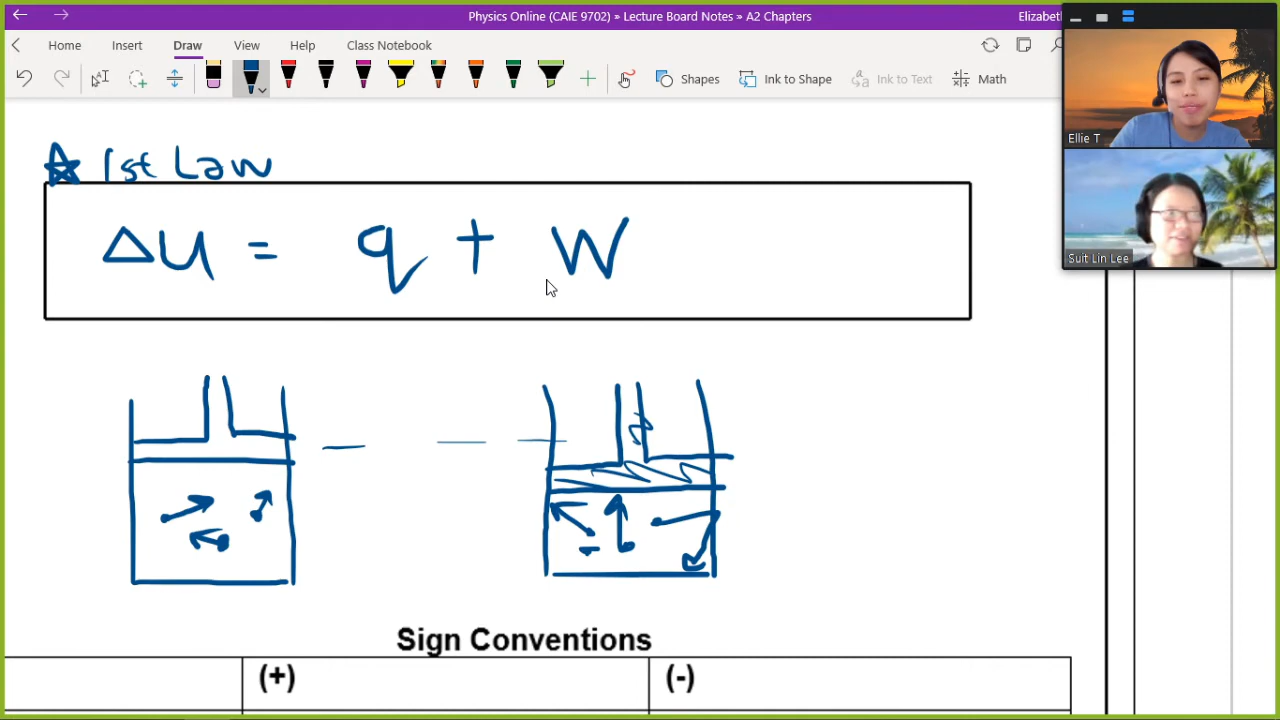 Physics Online (CAIE 9702) » Lecture Board Notes » A2 Chapters
Elizabeth
Home Insert Draw View Help Class Notebook
Shapes Ink to Shape Ink to Text Math
Ellie T
Suit Lin Lee
1st Law
ΔU = q + W
Sign Conventions
(+) (-)